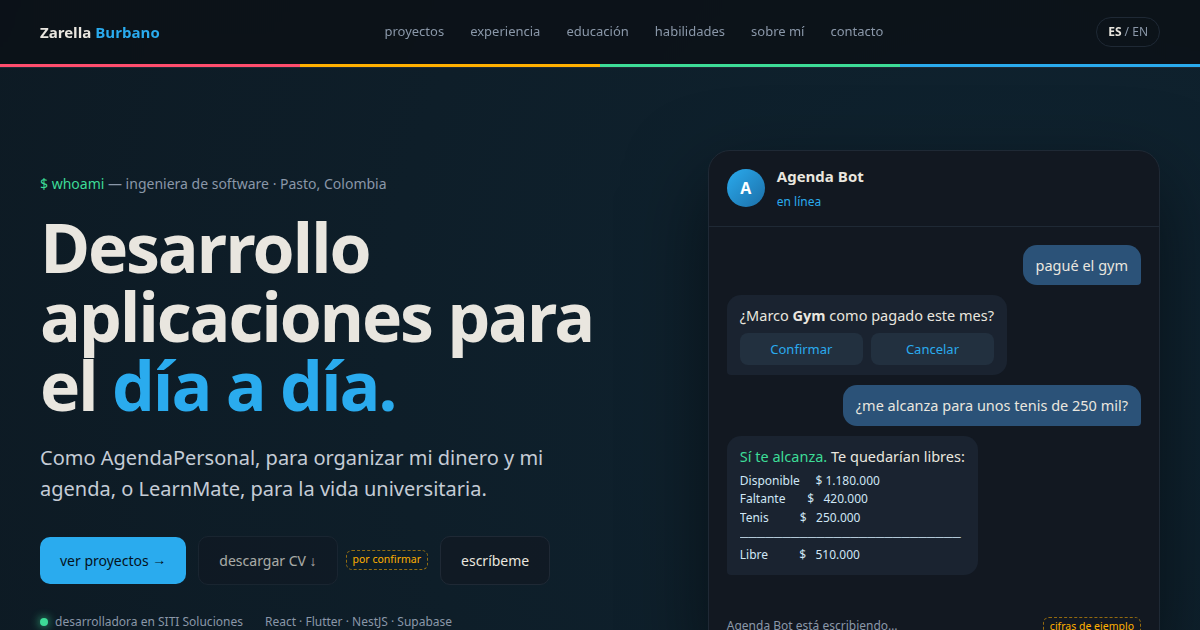 Zarella Burbano
proyectos experiencia educación habilidades sobre mí contacto
ES / EN
$ whoami — ingeniera de software · Pasto, Colombia
Desarrollo
aplicaciones para
el día a día.
Como AgendaPersonal, para organizar mi dinero y mi
agenda, o LearnMate, para la vida universitaria.
ver proyectos →
descargar CV ↓
por confirmar
escríbeme
desarrolladora en SITI Soluciones
React · Flutter · NestJS · Supabase
A
Agenda Bot
en línea
pagué el gym
¿Marco Gym como pagado este mes?
Confirmar
Cancelar
¿me alcanza para unos tenis de 250 mil?
Sí te alcanza. Te quedarían libres:
Disponible $ 1.180.000
Faltante $ 420.000
Tenis $ 250.000
Libre $ 510.000
Agenda Bot está escribiendo...
cifras de ejemplo